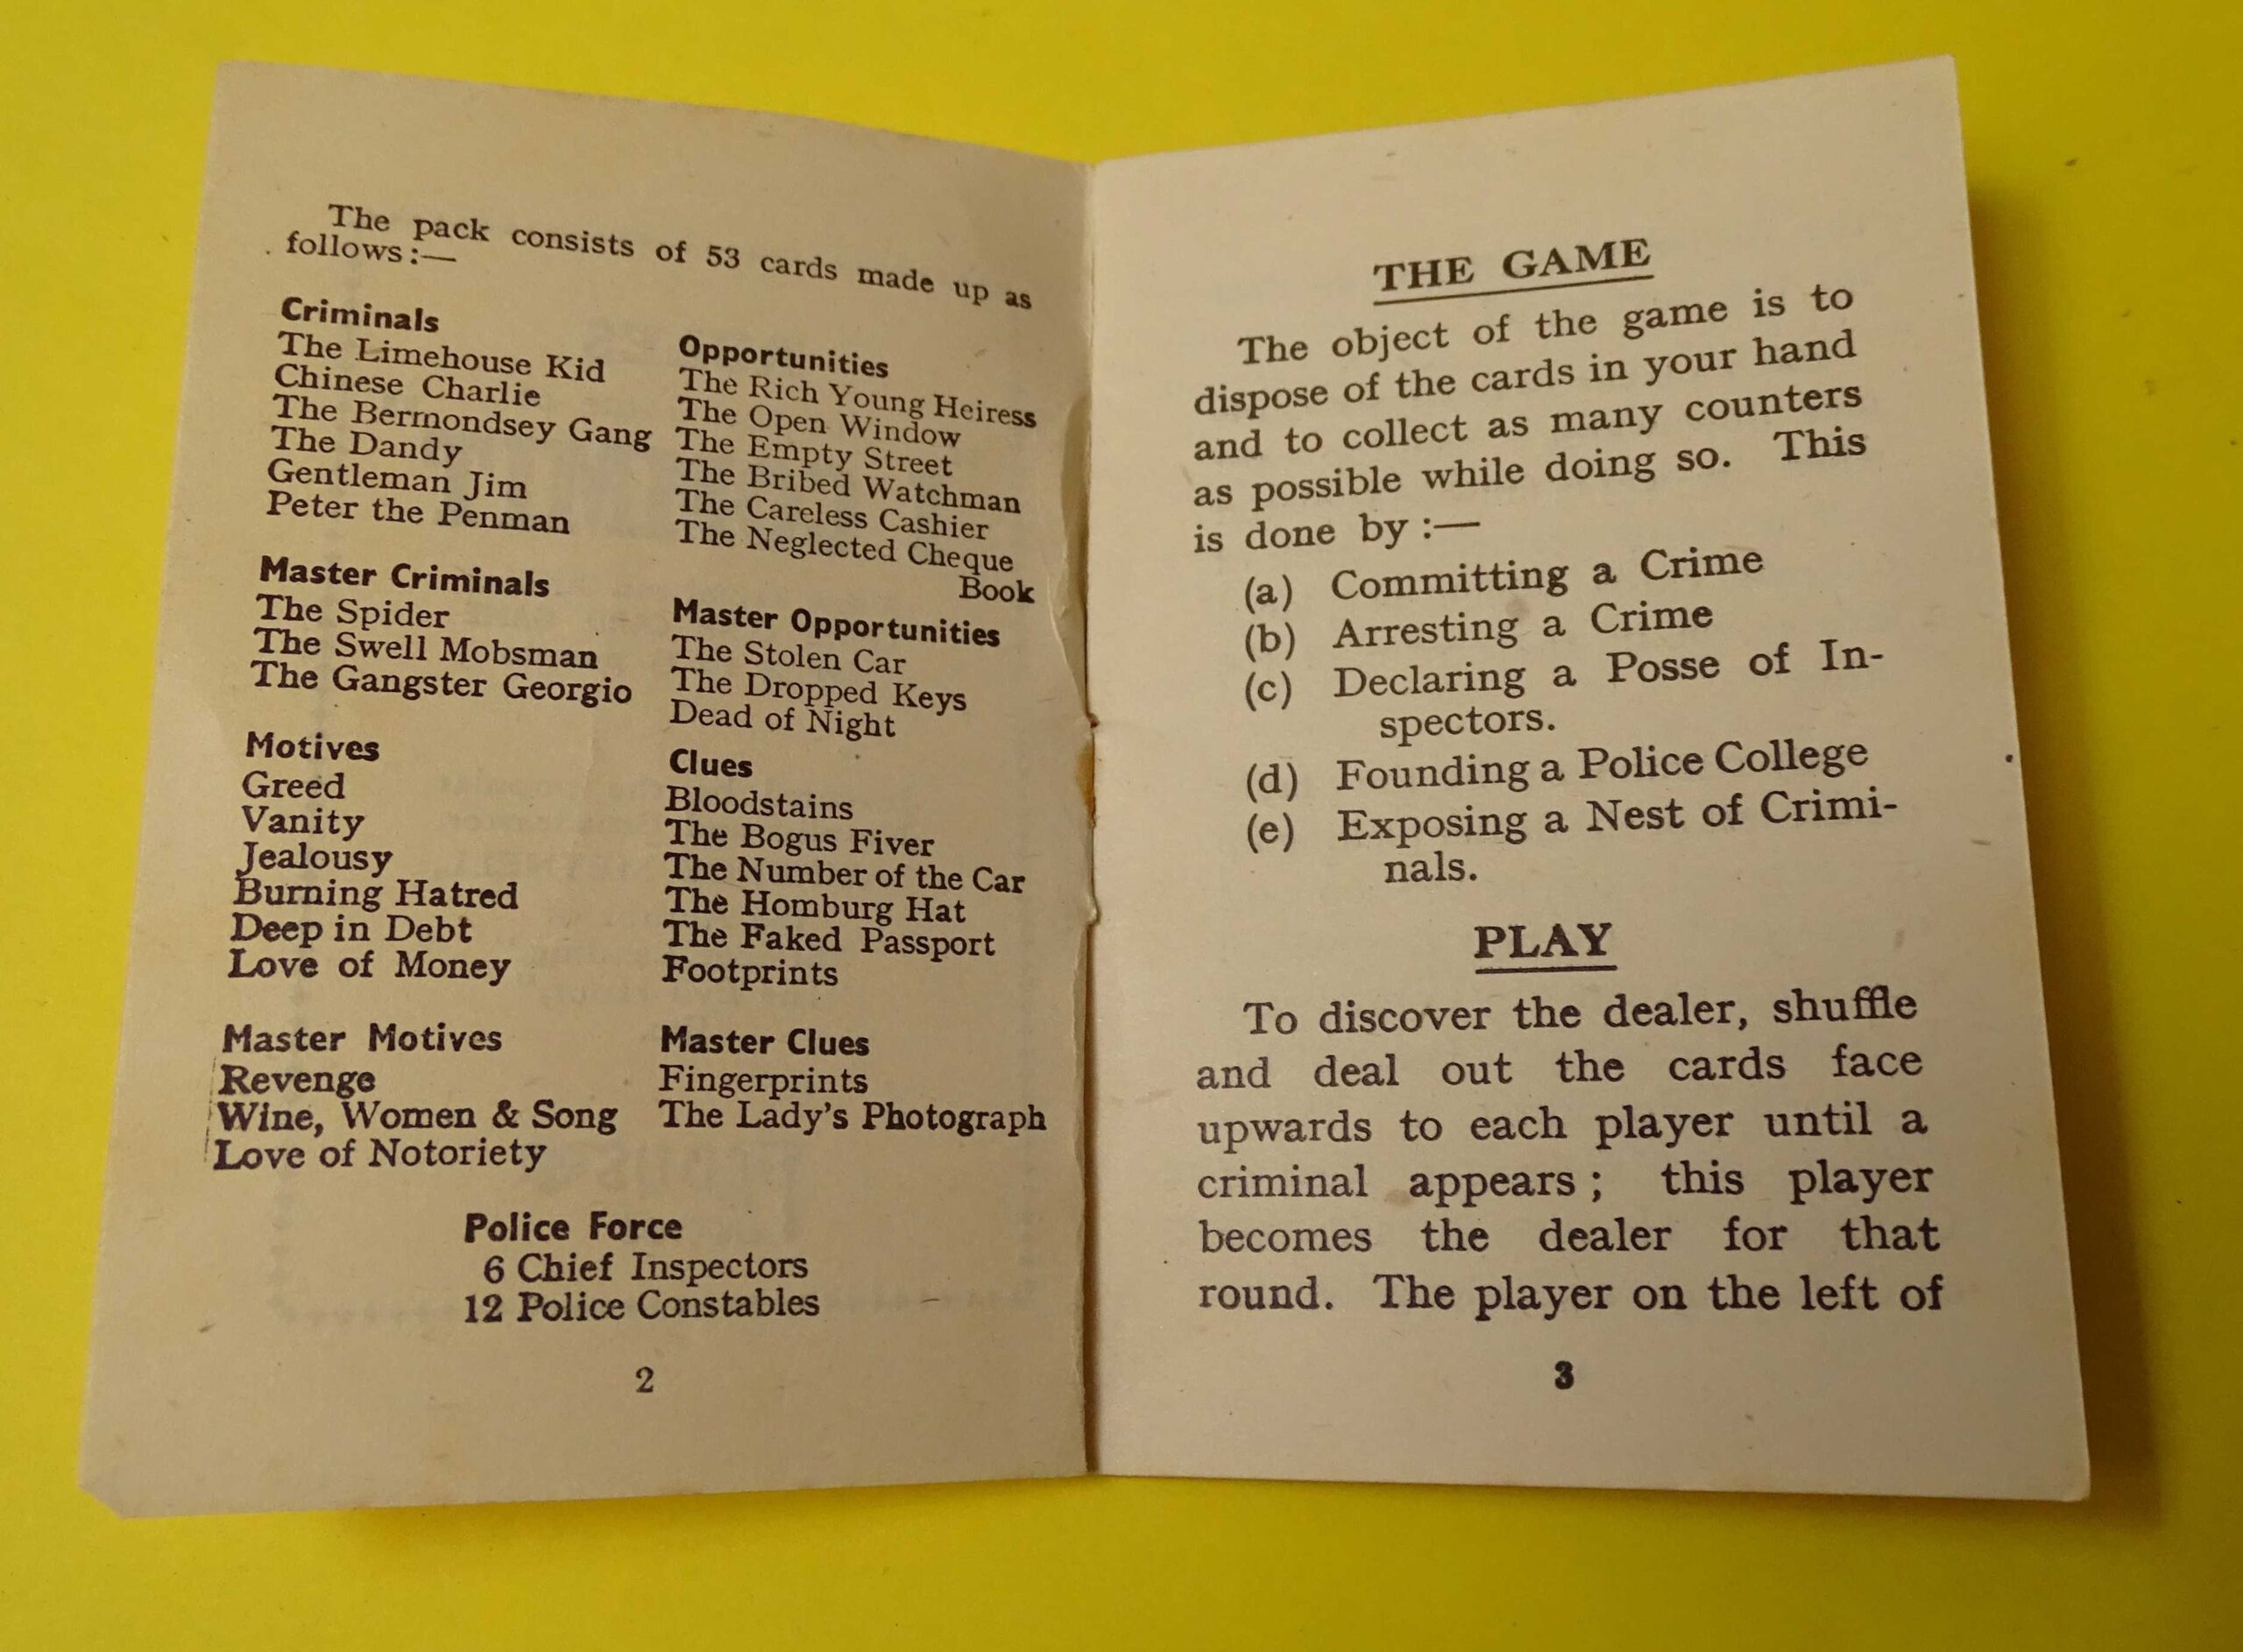 The pack consists of 53 cards made up as
follows :—
Criminals
The Limehouse Kid
Chinese Charlie
The Bermondsey Gang
The Dandy
Gentleman Jim
Peter the Penman
Master Criminals
The Spider
The Swell Mobsman
The Gangster Georgio
Motives
Greed
Vanity
Jealousy
Burning Hatred
Deep in Debt
Love of Money
Master Motives
Revenge
Wine, Women & Song
Love of Notoriety
Opportunities
The Rich Young Heiress
The Open Window
The Empty Street
The Bribed Watchman
The Careless Cashier
The Neglected Cheque
Book
Master Opportunities
The Stolen Car
The Dropped Keys
Dead of Night
Clues
Bloodstains
The Bogus Fiver
The Number of the Car
The Homburg Hat
The Faked Passport
Footprints
Master Clues
Fingerprints
The Lady's Photograph
Police Force
6 Chief Inspectors
12 Police Constables
2
THE GAME
The object of the game is to
dispose of the cards in your hand
and to collect as many counters
as possible while doing so. This
is done by :—
(a) Committing a Crime
(b) Arresting a Crime
(c) Declaring a Posse of In-
spectors.
(d) Founding a Police College
(e) Exposing a Nest of Crimi-
nals.
PLAY
To discover the dealer, shuffle
and deal out the cards face
upwards to each player until a
criminal appears ; this player
becomes the dealer for that
round. The player on the left of
3